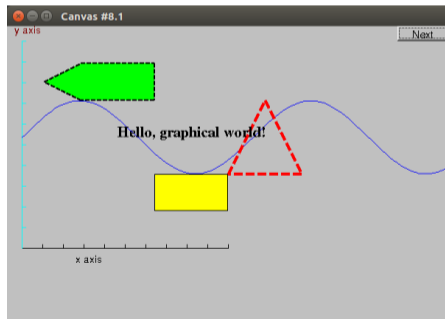 Canvas #8.1
y axis
Next
Hello, graphical world!
x axis